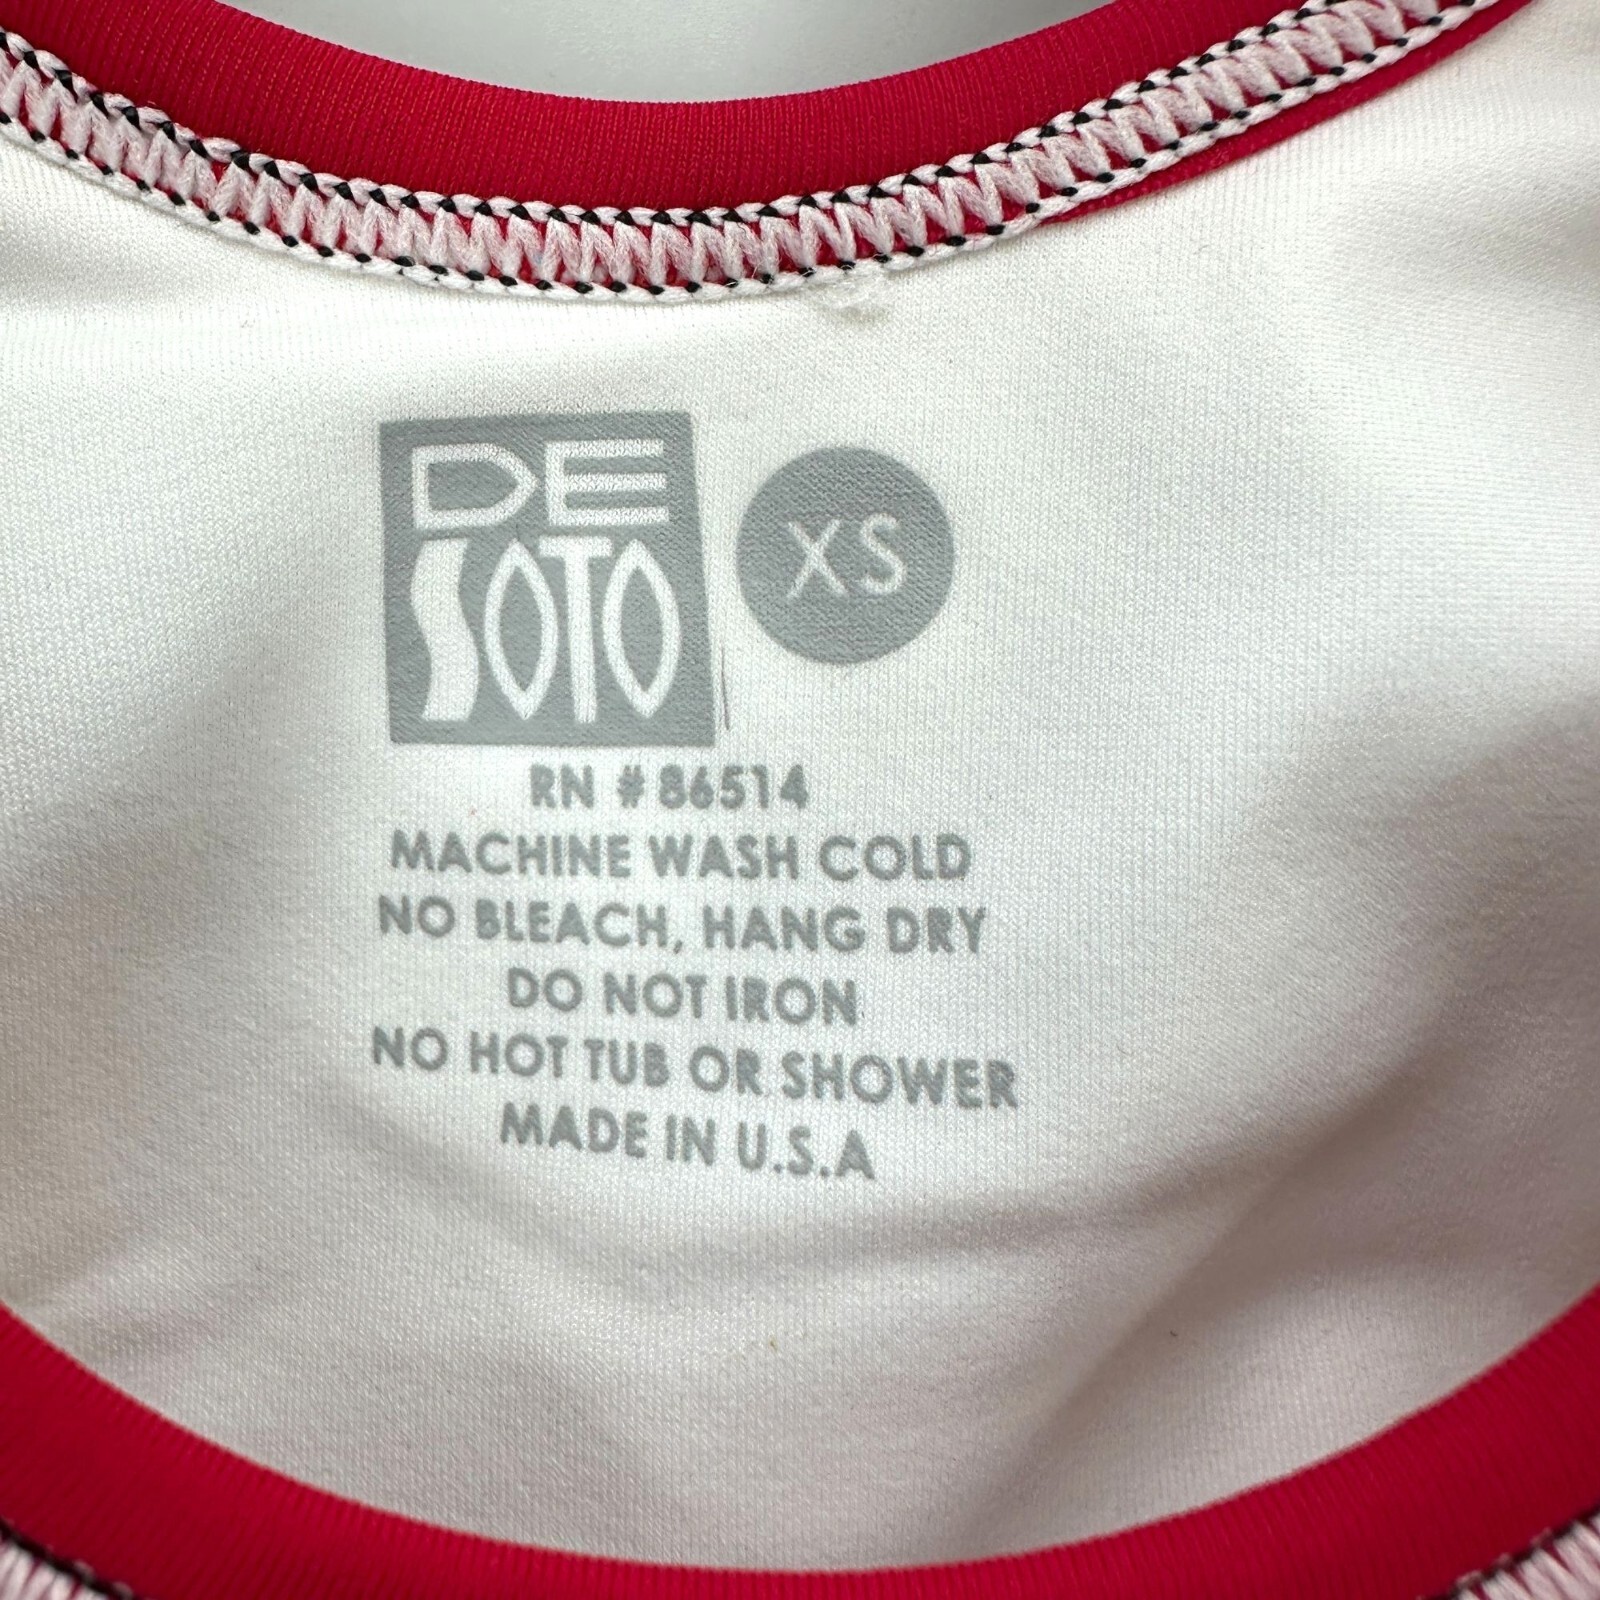 DE
SOTO
XS
RN # 86514
MACHINE WASH COLD
NO BLEACH, HANG DRY
DO NOT IRON
NO HOT TUB OR SHOWER
MADE IN U.S.A